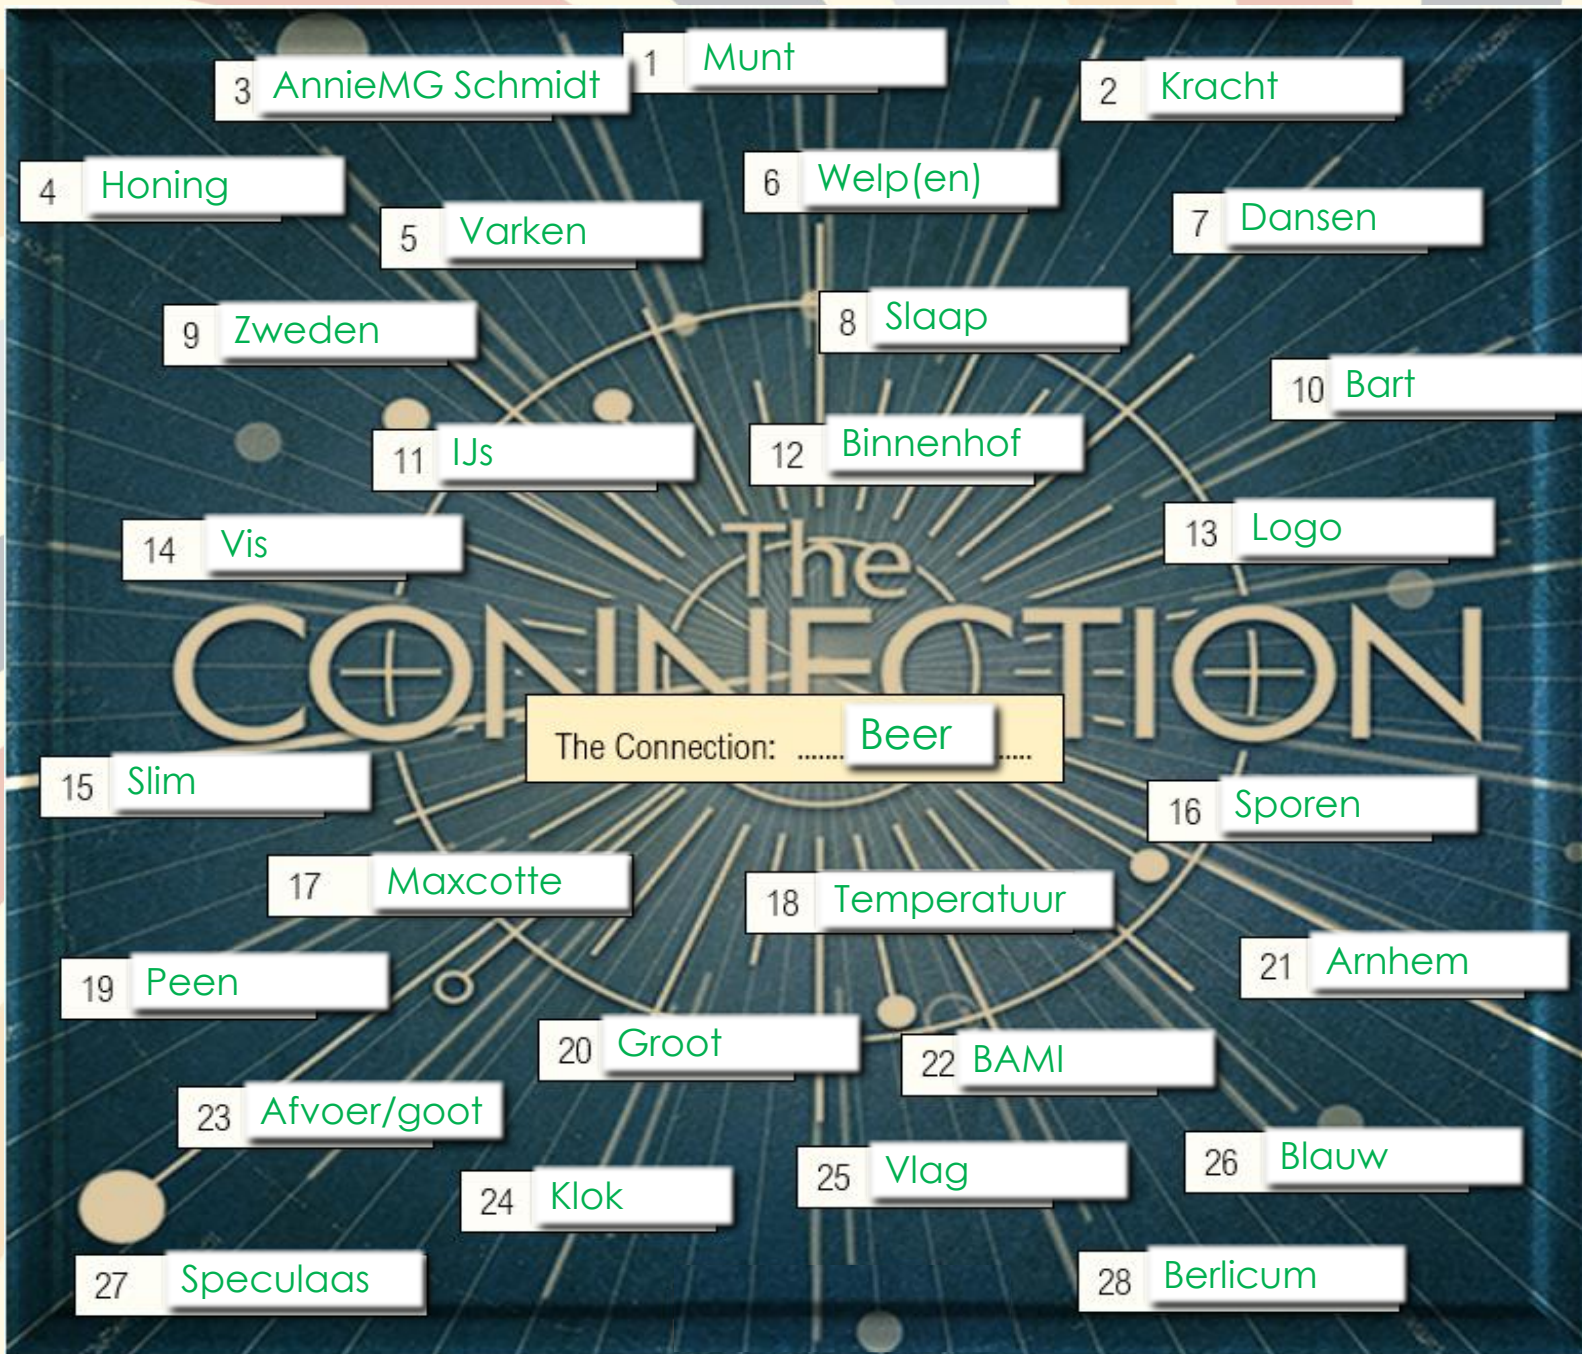 1 Munt
3 AnnieMG Schmidt
2 Kracht
4 Honing
6 Welp(en)
5 Varken
7 Dansen
9 Zweden
8 Slaap
10 Bart
11 IJs
12 Binnenhof
14 Vis
13 Logo
The
CONNECTION
The Connection: ...... Beer .....
15 Slim
16 Sporen
17 Maxcotte
18 Temperatuur
19 Peen
21 Arnhem
20 Groot
22 BAMI
23 Afvoer/goot
24 Klok
25 Vlag
26 Blauw
27 Speculaas
28 Berlicum